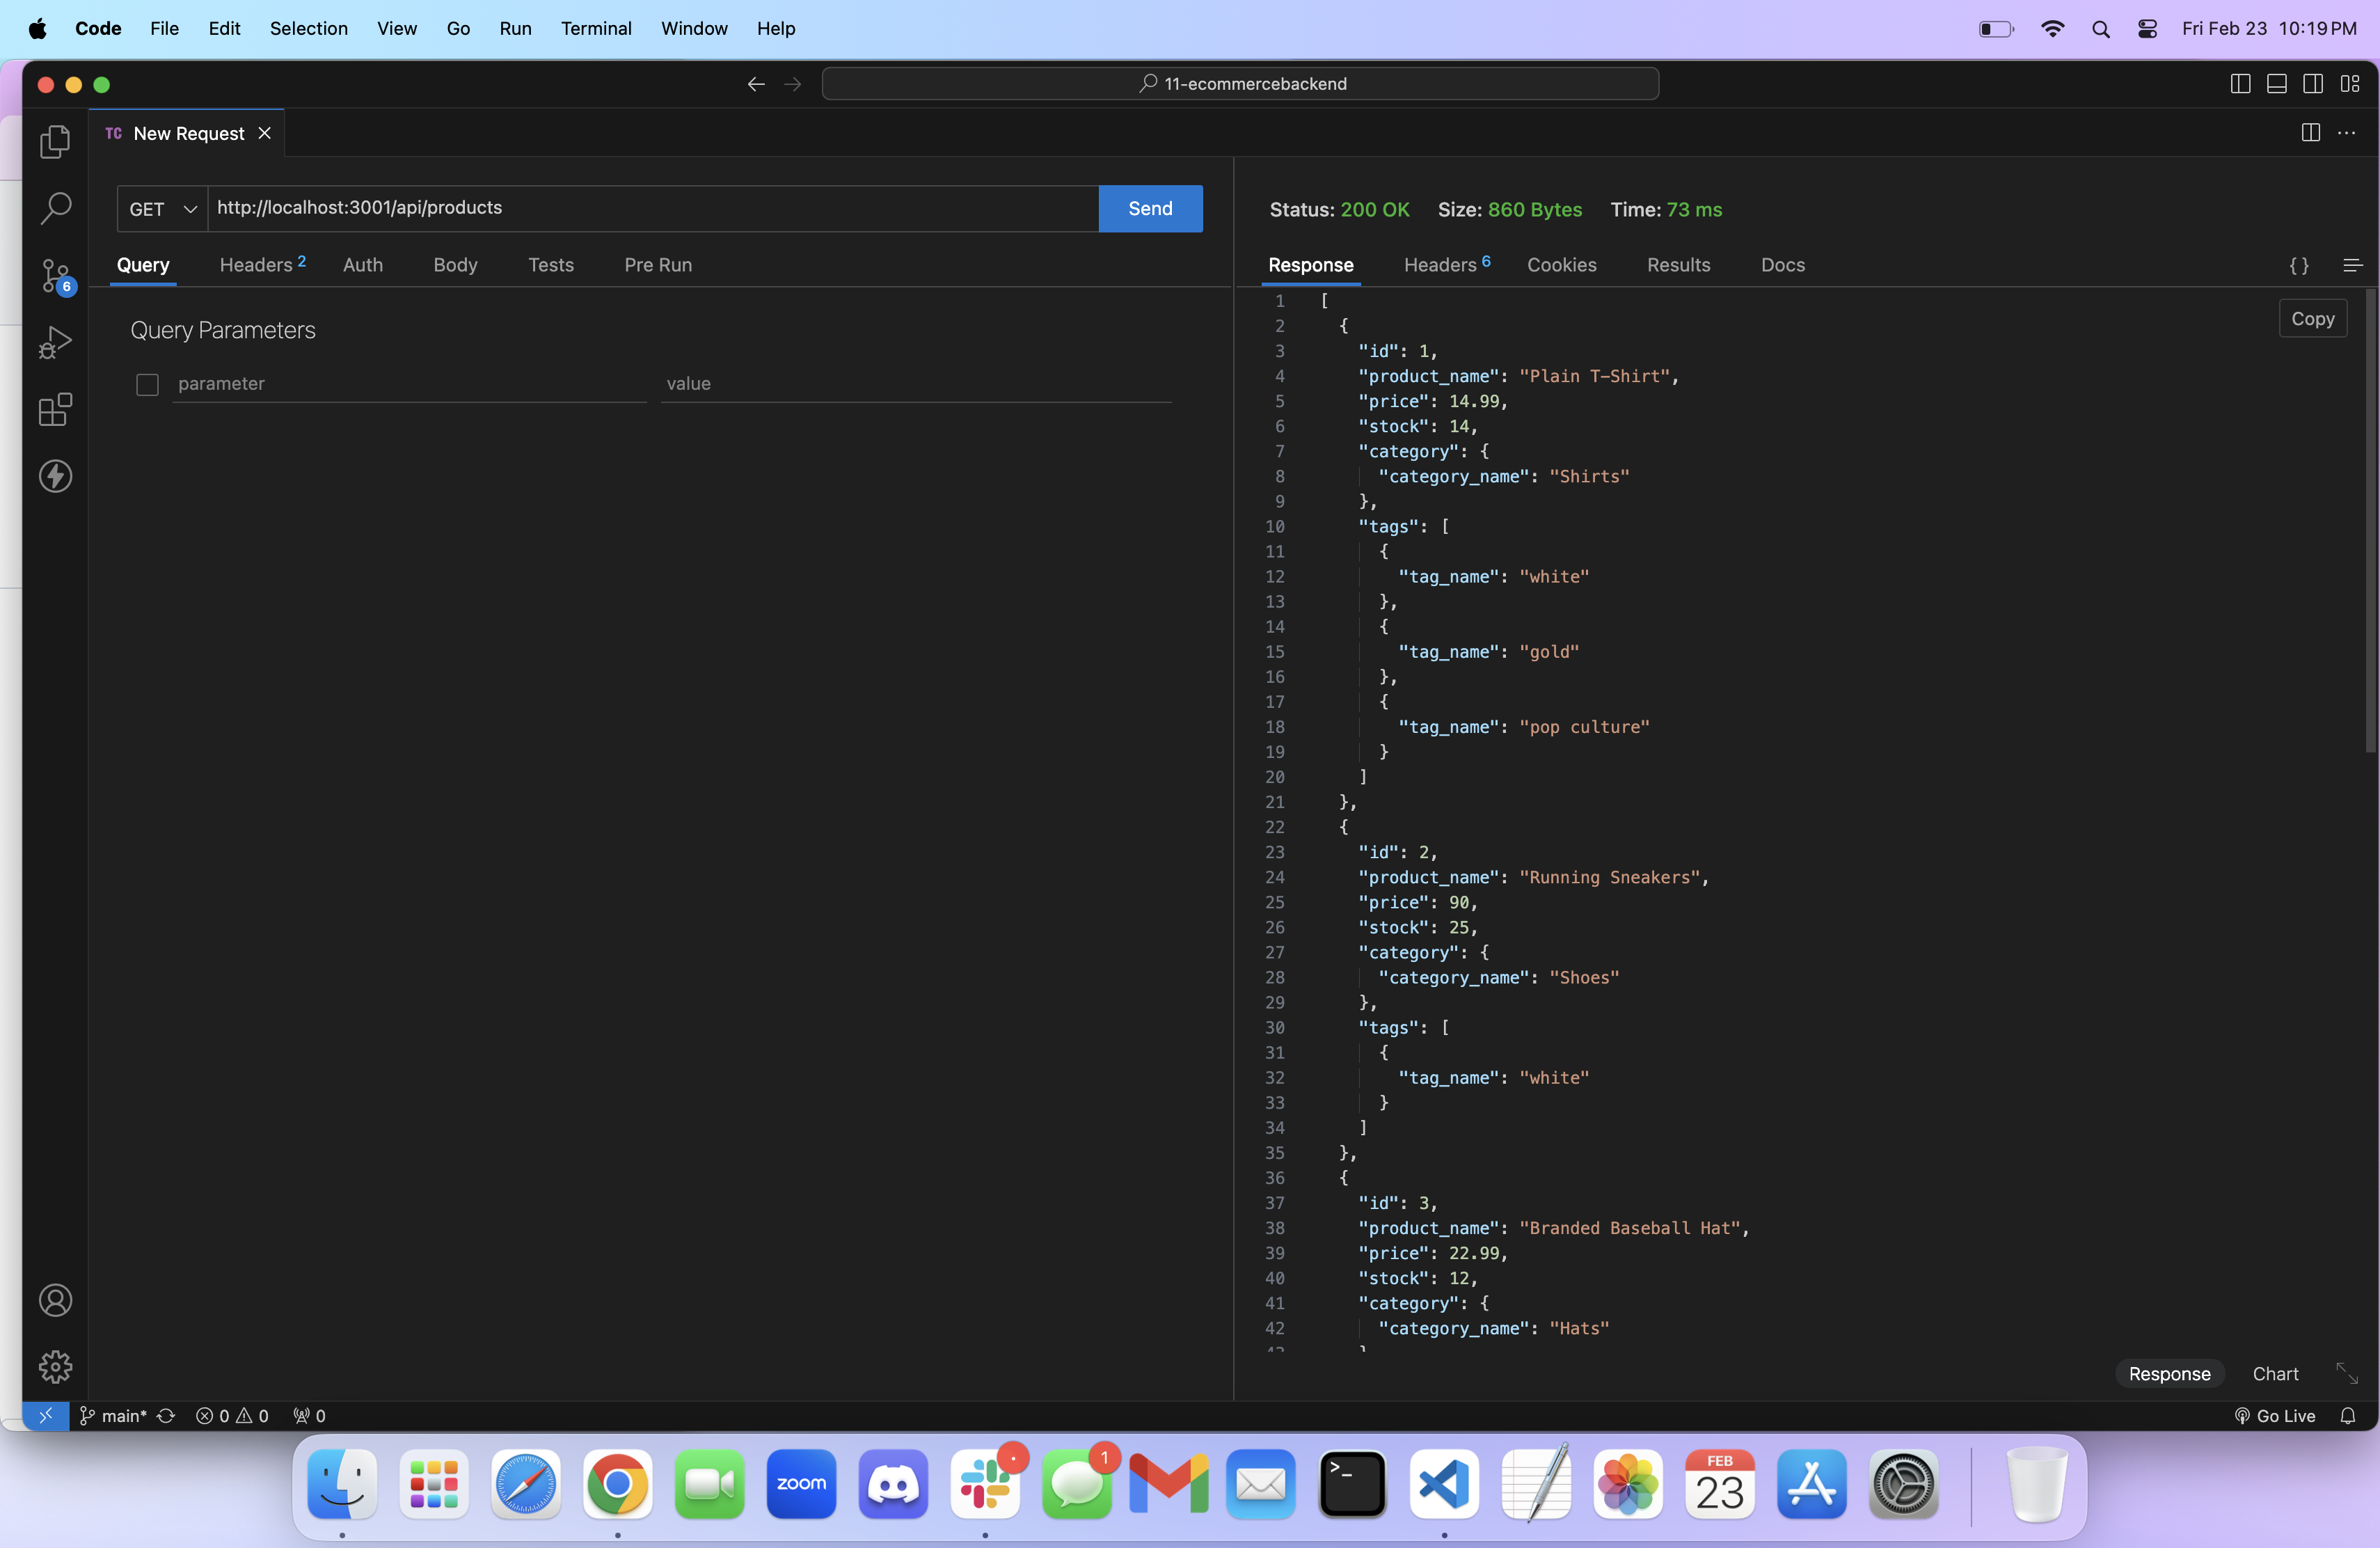 Code File Edit Selection View Go Run Terminal Window Help Fri Feb 23 10:19 PM
11-ecommercebackend
TC New Request
GET http://localhost:3001/api/products Send
Query Headers 2 Auth Body Tests Pre Run
Query Parameters
parameter value
6
Status: 200 OK Size: 860 Bytes Time: 73 ms
Response Headers 6 Cookies Results Docs { }
Copy
1 [
2 {
3 "id": 1,
4 "product_name": "Plain T-Shirt",
5 "price": 14.99,
6 "stock": 14,
7 "category": {
8 "category_name": "Shirts"
9 },
10 "tags": [
11 {
12 "tag_name": "white"
13 },
14 {
15 "tag_name": "gold"
16 },
17 {
18 "tag_name": "pop culture"
19 }
20 ]
21 },
22 {
23 "id": 2,
24 "product_name": "Running Sneakers",
25 "price": 90,
26 "stock": 25,
27 "category": {
28 "category_name": "Shoes"
29 },
30 "tags": [
31 {
32 "tag_name": "white"
33 }
34 ]
35 },
36 {
37 "id": 3,
38 "product_name": "Branded Baseball Hat",
39 "price": 22.99,
40 "stock": 12,
41 "category": {
42 "category_name": "Hats"
Response Chart
main* 0 0 0 Go Live
zoom 1 >_ FEB 23